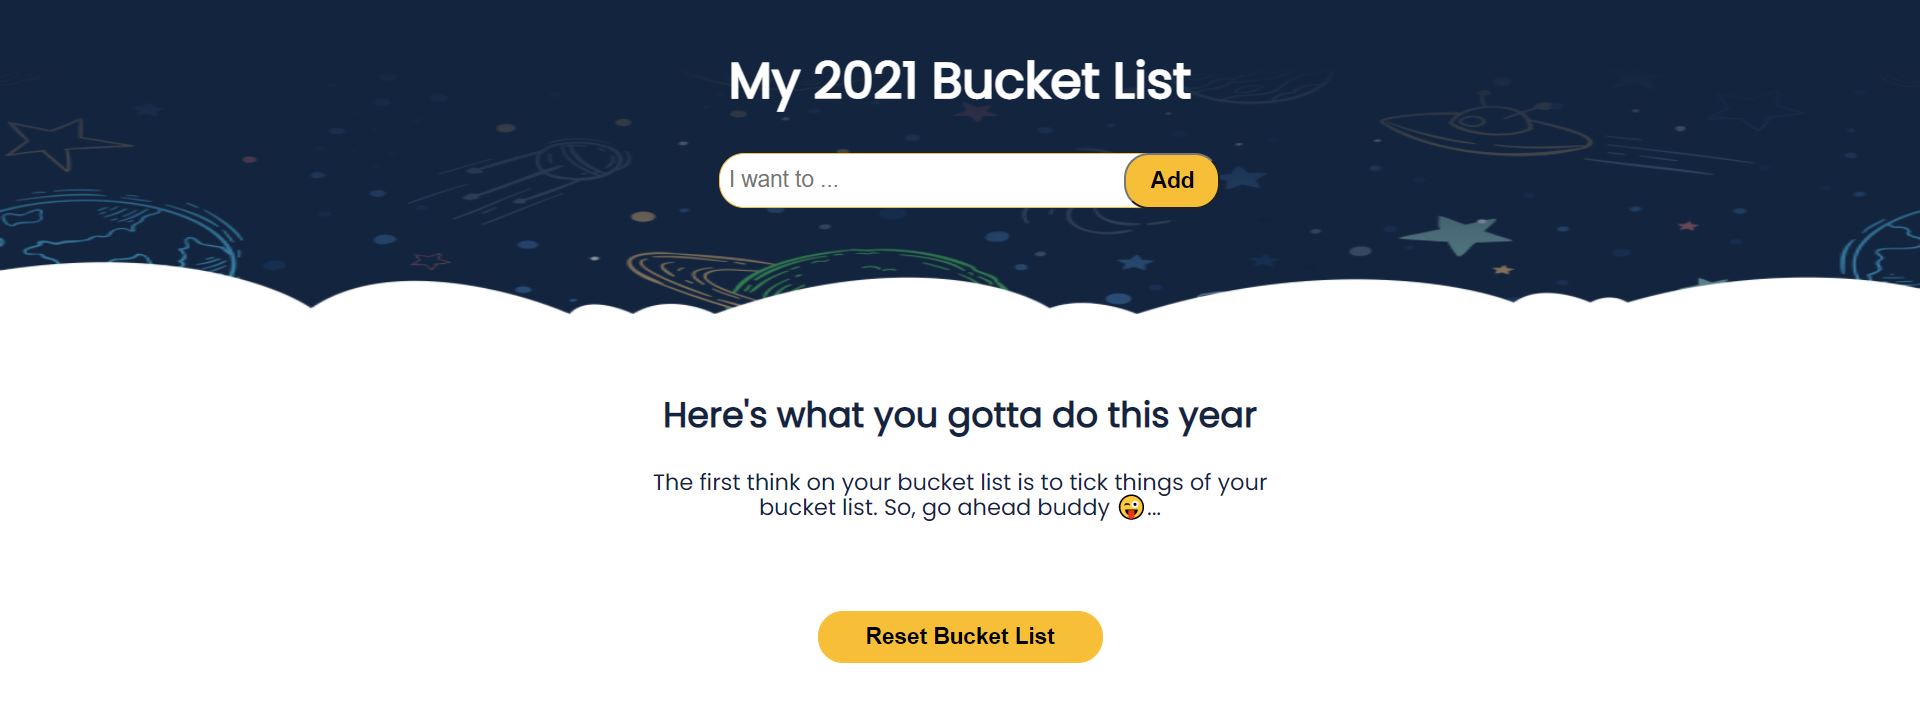 My 2021 Bucket List
I want to ...
Add
Here's what you gotta do this year
The first think on your bucket list is to tick things of your
bucket list. So, go ahead buddy 😜...
Reset Bucket List